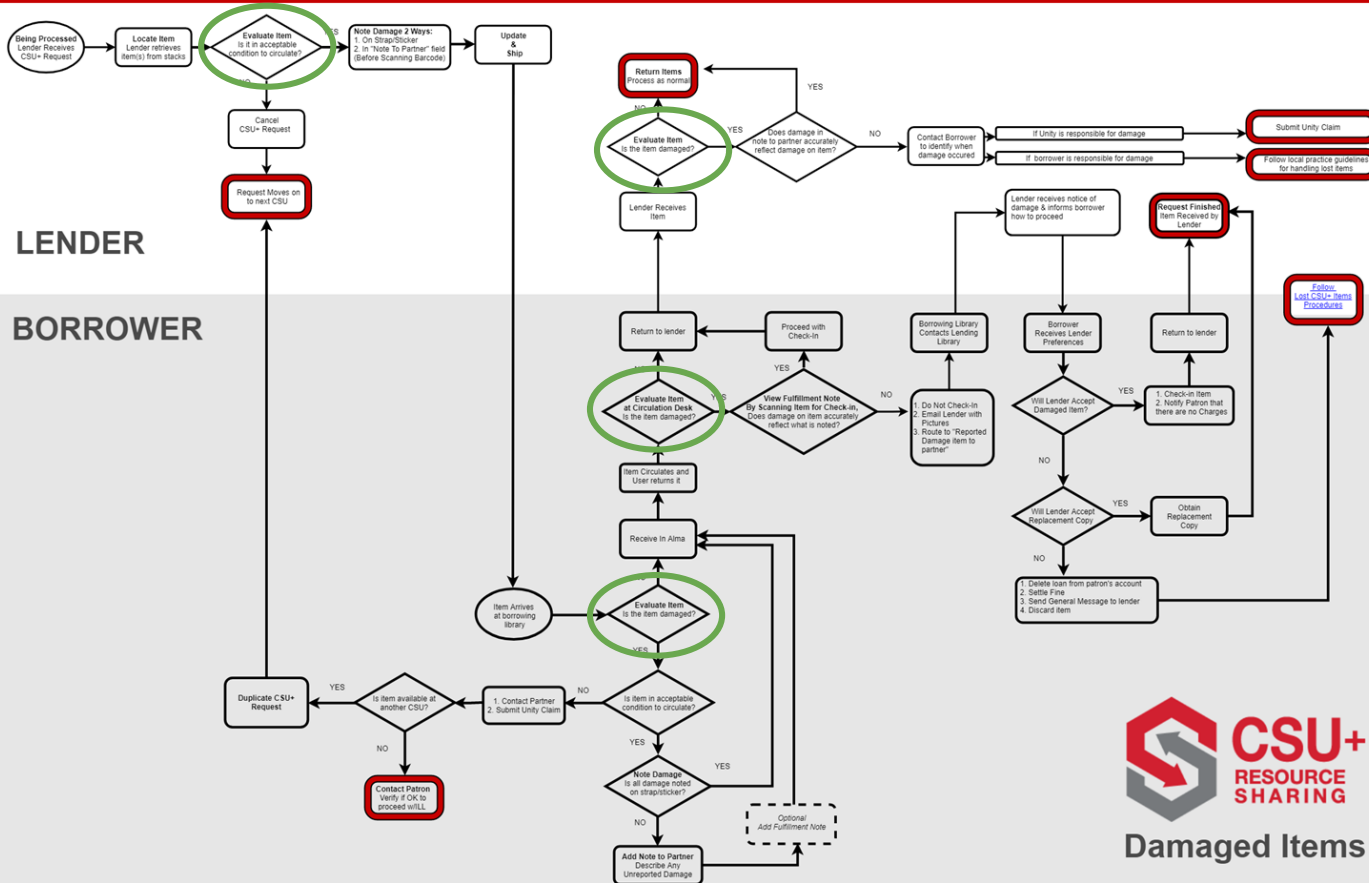 Being Processed
Lender Receives
CSU+ Request
Locate Item
Lender retrieves
item(s) from stacks
Evaluate Item
Is it in acceptable
condition to circulate?
YES
Note Damage 2 Ways:
1. On Strap/Sticker
2. In "Note To Partner" field
(Before Scanning Barcode)
Update
&
Ship
NO
Cancel
CSU+ Request
Request Moves on
to next CSU
LENDER
Return Items
Process as normal
NO
YES
Evaluate Item
Is the item damaged?
YES
Does damage in
note to partner accurately
reflect damage on item?
NO
Contact Borrower
to identify when
damage occured
If Unity is responsible for damage
If borrower is responsible for damage
Submit Unity Claim
Follow local practice guidelines
for handling lost items
Lender Receives
Item
Lender receives notice of
damage & informs borrower
how to proceed
Request Finished
Item Received by
Lender
Follow
Lost CSU+ Items
Procedures
BORROWER
Return to lender
Proceed with
Check-In
Borrowing Library
Contacts Lending
Library
Borrower
Receives Lender
Preferences
Return to lender
NO
YES
Evaluate Item
at Circulation Desk
Is the item damaged?
YES
View Fulfillment Note
By Scanning Item for Check-in,
Does damage on item accurately
reflect what is noted?
NO
1. Do Not Check-In
2. Email Lender with
Pictures
3. Route to "Reported
Damage item to
partner"
Will Lender Accept
Damaged Item?
YES
1. Check-in Item
2. Notify Patron that
there are no Charges
NO
Item Circulates and
User returns it
Will Lender Accept
Replacement Copy
YES
Obtain
Replacement
Copy
Receive In Alma
NO
1. Delete loan from patron's account
2. Settle Fine
3. Send General Message to lender
4. Discard item
Item Arrives
at borrowing
library
Evaluate Item
Is the item damaged?
YES
Duplicate CSU+
Request
YES
Is item available at
another CSU?
1. Contact Partner
2. Submit Unity Claim
NO
Is item in acceptable
condition to circulate?
NO
YES
Contact Patron
Verify if OK to
proceed w/ILL
Note Damage
Is all damage noted
on strap/sticker?
YES
NO
Optional
Add Fulfillment Note
Add Note to Partner
Describe Any
Unreported Damage
CSU+
RESOURCE
SHARING
Damaged Items